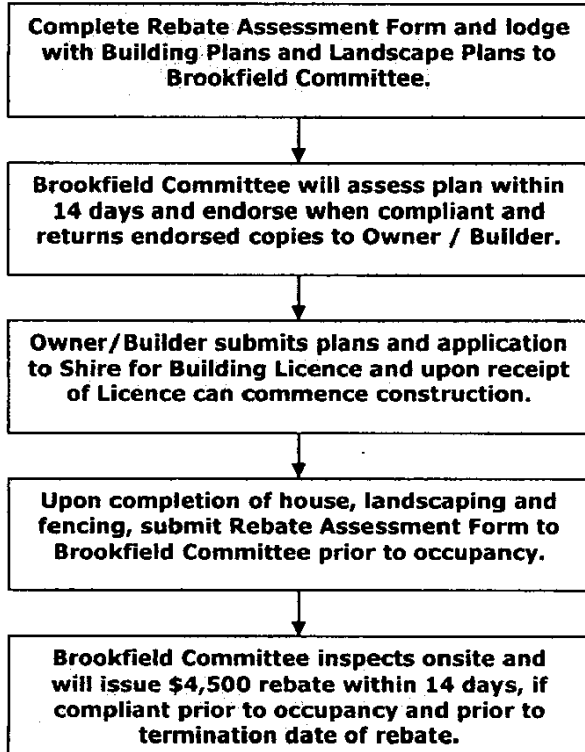 Complete Rebate Assessment Form and lodge
with Building Plans and Landscape Plans to
Brookfield Committee.
Brookfield Committee will assess plan within
14 days and endorse when compliant and
returns endorsed copies to Owner / Builder.
Owner/Builder submits plans and application
to Shire for Building Licence and upon receipt
of Licence can commence construction.
Upon completion of house, landscaping and
fencing, submit Rebate Assessment Form to
Brookfield Committee prior to occupancy.
Brookfield Committee inspects onsite and
will issue $4,500 rebate within 14 days, if
compliant prior to occupancy and prior to
termination date of rebate.